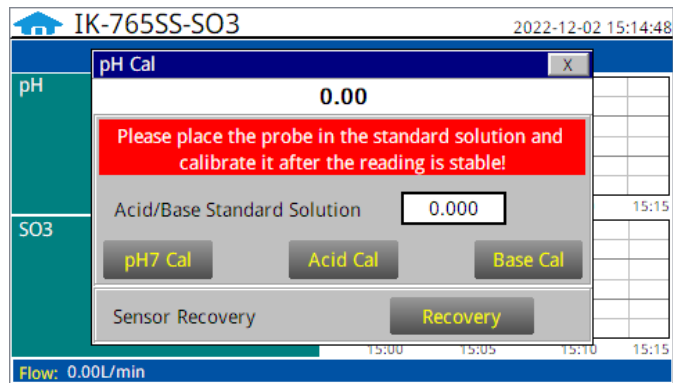 IK-765SS-SO3
2022-12-02 15:14:48
pH Cal X
pH
0.00
Please place the probe in the standard solution and
calibrate it after the reading is stable!
Acid/Base Standard Solution 0.000
15:15
SO3
pH7 Cal Acid Cal Base Cal
Sensor Recovery Recovery
15:00 15:05 15:10 15:15
Flow: 0.00L/min